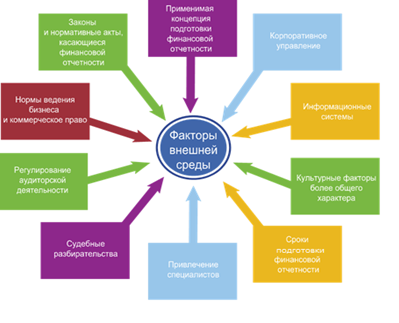 Применимая
концепция
подготовки
финансовой
отчетности
Законы
и нормативные акты,
касающиеся
финансовой
отчетности
Корпоративное
управление
Нормы ведения
бизнеса
и коммерческое право
Информационные
системы
Факторы
внешней
среды
Регулирование
аудиторской
деятельности
Культурные факторы
более общего
характера
Судебные
разбирательства
Привлечение
специалистов
Сроки
подготовки
финансовой
отчетности